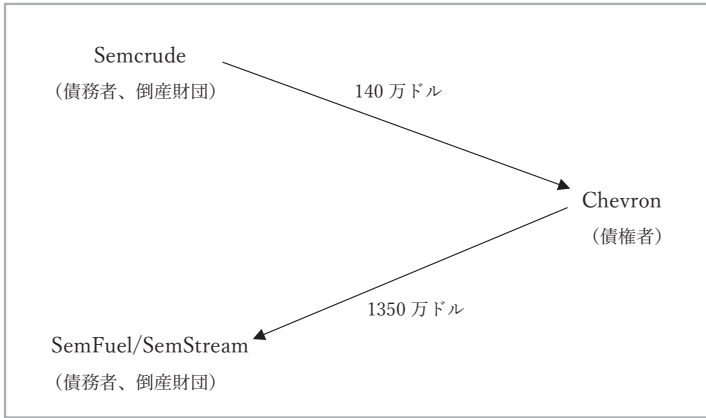 Semcrude
（債務者、倒産財団）
140 万ドル
Chevron
（債権者）
1350 万ドル
SemFuel/SemStream
（債務者、倒産財団）